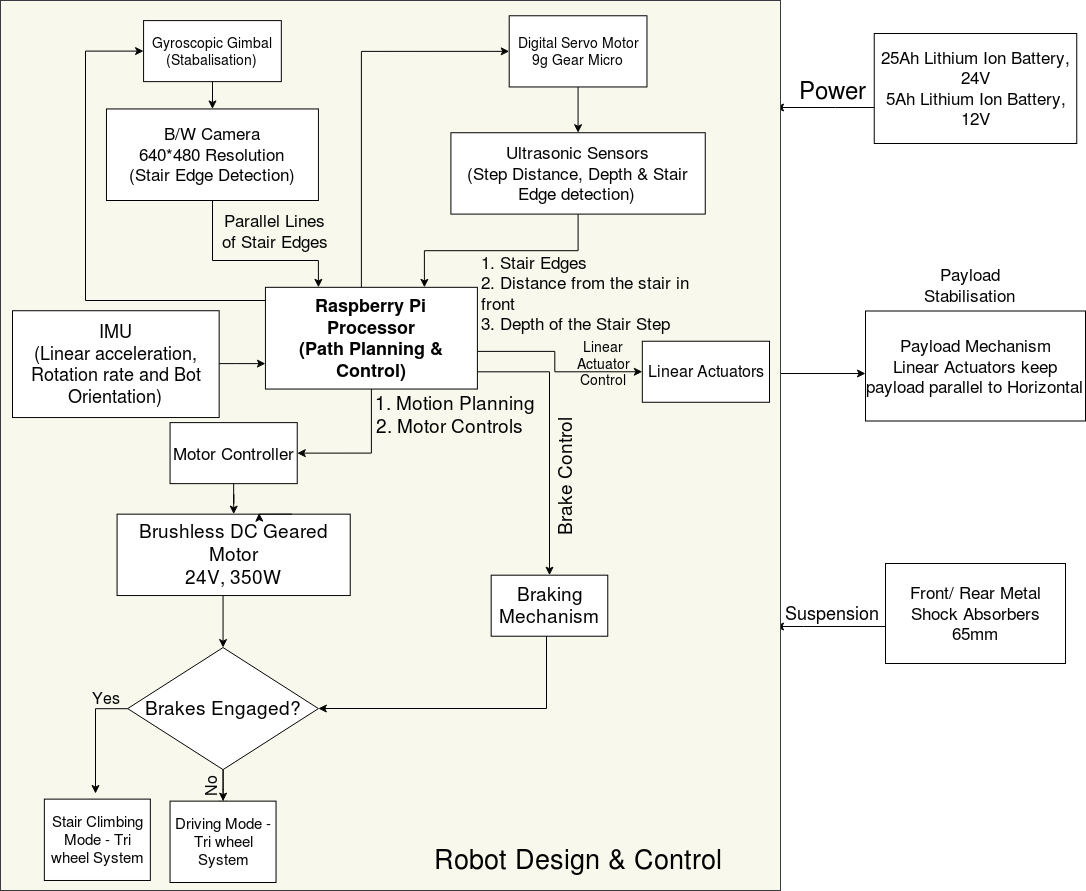 Gyroscopic Gimbal
(Stabalisation)
Digital Servo Motor
9g Gear Micro
25Ah Lithium Ion Battery,
24V
5Ah Lithium Ion Battery,
12V
Power
B/W Camera
640*480 Resolution
(Stair Edge Detection)
Ultrasonic Sensors
(Step Distance, Depth & Stair
Edge detection)
Parallel Lines
of Stair Edges
1. Stair Edges
2. Distance from the stair in
front
3. Depth of the Stair Step
Payload
Stabilisation
Raspberry Pi
Processor
(Path Planning &
Control)
IMU
(Linear acceleration,
Rotation rate and Bot
Orientation)
Linear
Actuator
Control
Linear Actuators
Payload Mechanism
Linear Actuators keep
payload parallel to Horizontal
1. Motion Planning
2. Motor Controls
Motor Controller
Brake Control
Brushless DC Geared
Motor
24V, 350W
Braking
Mechanism
Suspension
Front/ Rear Metal
Shock Absorbers
65mm
Brakes Engaged?
Yes
No
Stair Climbing
Mode - Tri
wheel System
Driving Mode -
Tri wheel
System
Robot Design & Control